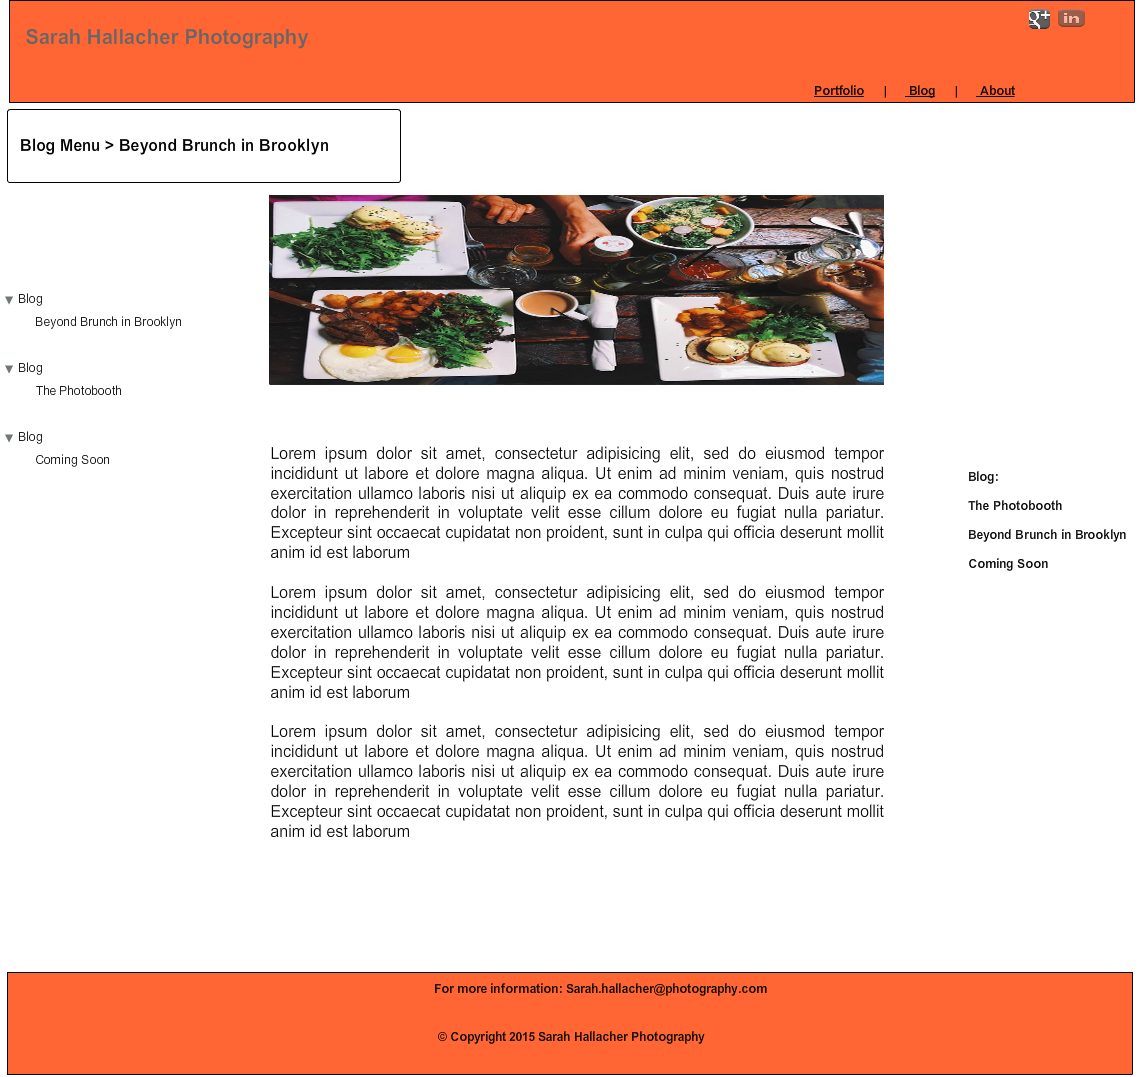 Sarah Hallacher Photography
g+ in
Portfolio | Blog | About
Blog Menu > Beyond Brunch in Brooklyn
▼ Blog
Beyond Brunch in Brooklyn
▼ Blog
The Photobooth
▼ Blog
Coming Soon
Lorem ipsum dolor sit amet, consectetur adipisicing elit, sed do eiusmod tempor
incididunt ut labore et dolore magna aliqua. Ut enim ad minim veniam, quis nostrud
exercitation ullamco laboris nisi ut aliquip ex ea commodo consequat. Duis aute irure
dolor in reprehenderit in voluptate velit esse cillum dolore eu fugiat nulla pariatur.
Excepteur sint occaecat cupidatat non proident, sunt in culpa qui officia deserunt mollit
anim id est laborum
Lorem ipsum dolor sit amet, consectetur adipisicing elit, sed do eiusmod tempor
incididunt ut labore et dolore magna aliqua. Ut enim ad minim veniam, quis nostrud
exercitation ullamco laboris nisi ut aliquip ex ea commodo consequat. Duis aute irure
dolor in reprehenderit in voluptate velit esse cillum dolore eu fugiat nulla pariatur.
Excepteur sint occaecat cupidatat non proident, sunt in culpa qui officia deserunt mollit
anim id est laborum
Lorem ipsum dolor sit amet, consectetur adipisicing elit, sed do eiusmod tempor
incididunt ut labore et dolore magna aliqua. Ut enim ad minim veniam, quis nostrud
exercitation ullamco laboris nisi ut aliquip ex ea commodo consequat. Duis aute irure
dolor in reprehenderit in voluptate velit esse cillum dolore eu fugiat nulla pariatur.
Excepteur sint occaecat cupidatat non proident, sunt in culpa qui officia deserunt mollit
anim id est laborum
Blog:
The Photobooth
Beyond Brunch in Brooklyn
Coming Soon
For more information: Sarah.hallacher@photography.com
© Copyright 2015 Sarah Hallacher Photography